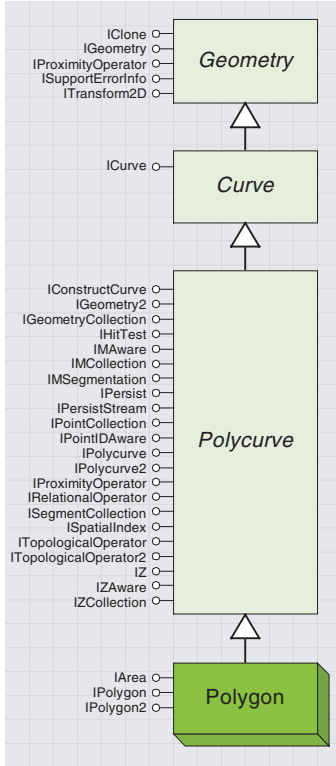 IClone
IGeometry
IProximityOperator
ISupportErrorInfo
ITransform2D
Geometry
ICurve
Curve
IConstructCurve
IGeometry2
IGeometryCollection
IHitTest
IMAware
IMCollection
IMSegmentation
IPersist
IPersistStream
IPointCollection
IPointIDAware
IPolycurve
IPolycurve2
IProximityOperator
IRelationalOperator
ISegmentCollection
ISpatialIndex
ITopologicalOperator
ITopologicalOperator2
IZ
IZAware
IZCollection
Polycurve
IArea
IPolygon
IPolygon2
Polygon